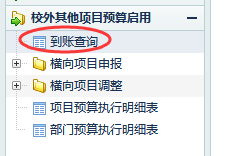 校外其他项目预算启用
到账查询
横向项目申报
横向项目调整
项目预算执行明细表
部门预算执行明细表